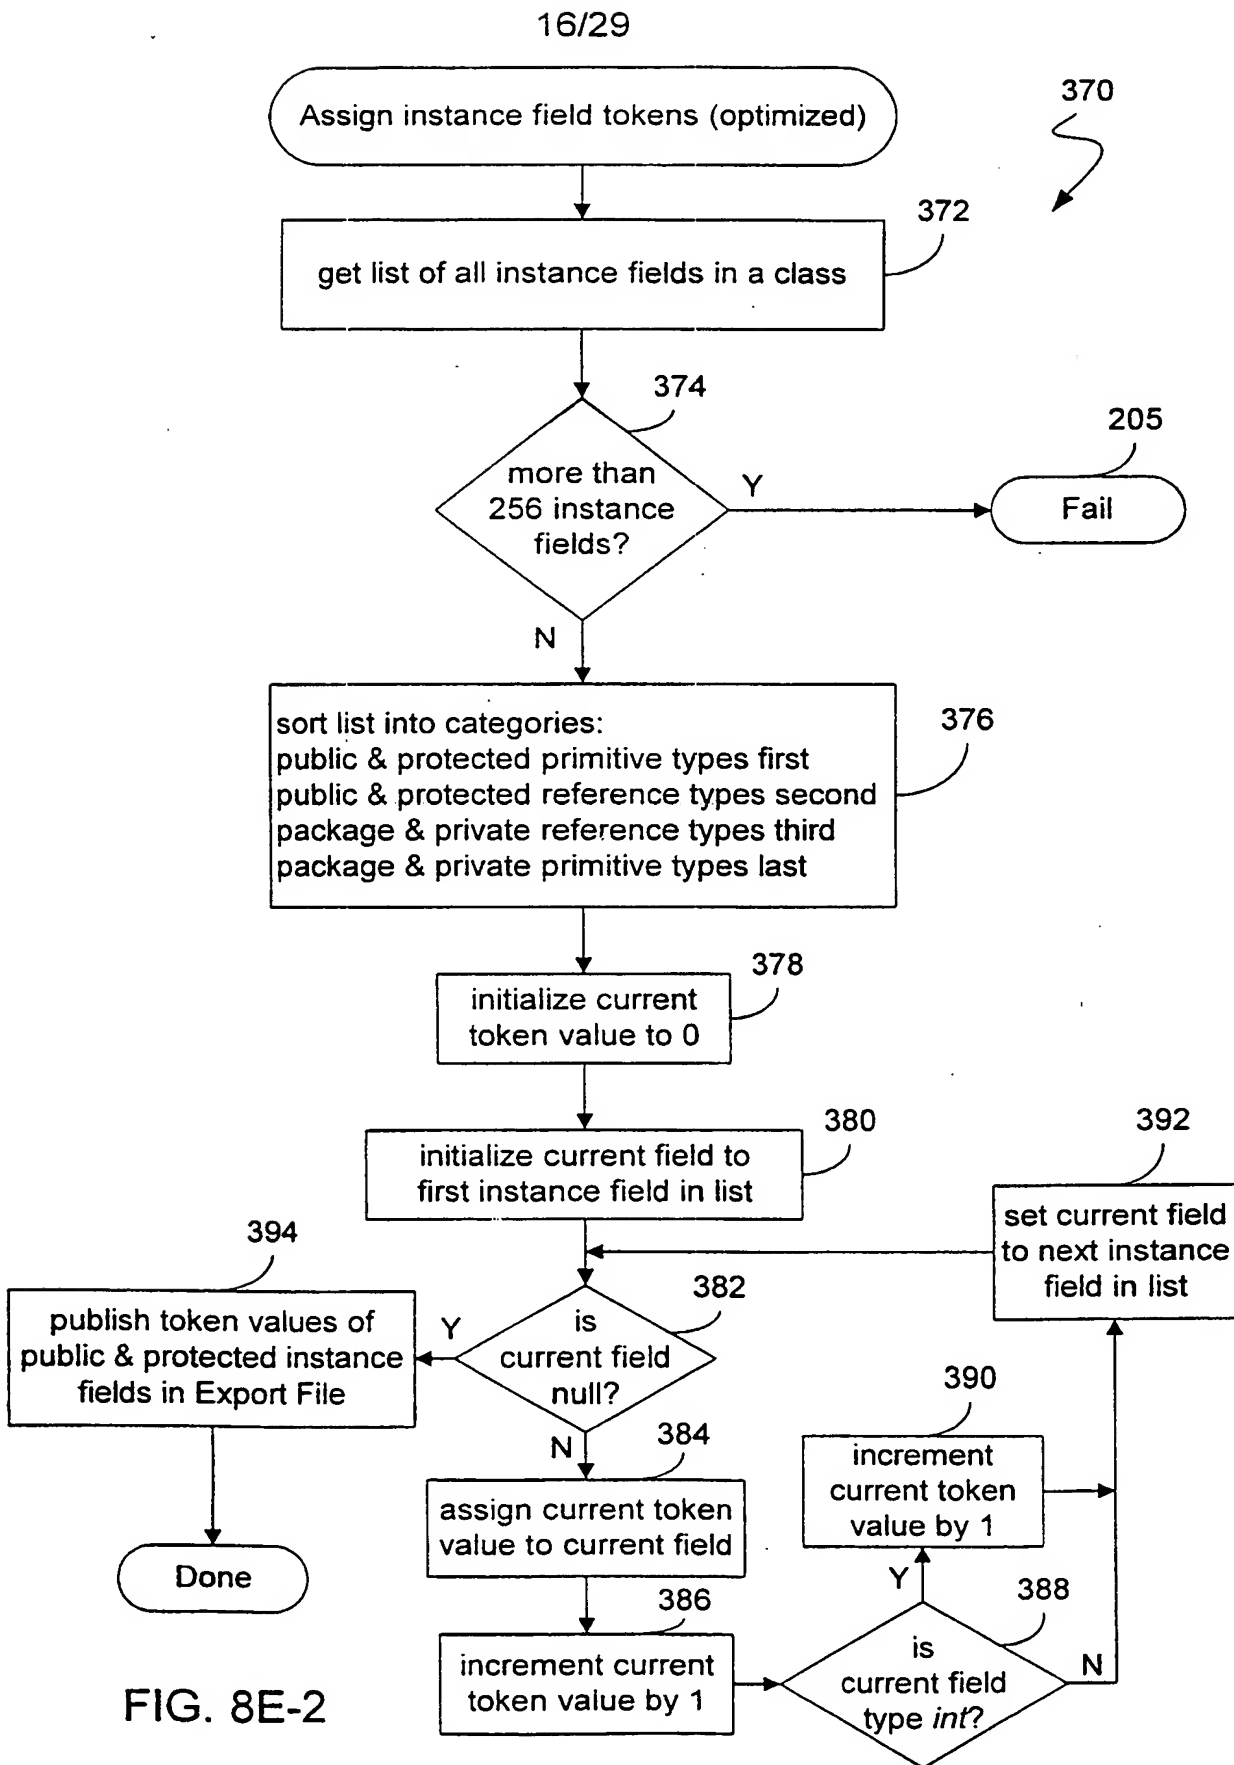 16/29
Assign instance field tokens (optimized)
370
372
get list of all instance fields in a class
374
more than
256 instance
fields?
Y
205
Fail
N
376
sort list into categories:
public & protected primitive types first
public & protected reference types second
package & private reference types third
package & private primitive types last
378
initialize current
token value to 0
380
initialize current field to
first instance field in list
392
set current field
to next instance
field in list
394
publish token values of
public & protected instance
fields in Export File
Y
382
is
current field
null?
N
384
assign current token
value to current field
390
increment
current token
value by 1
Done
386
increment current
token value by 1
Y
388
is
current field
type int?
N
FIG. 8E-2